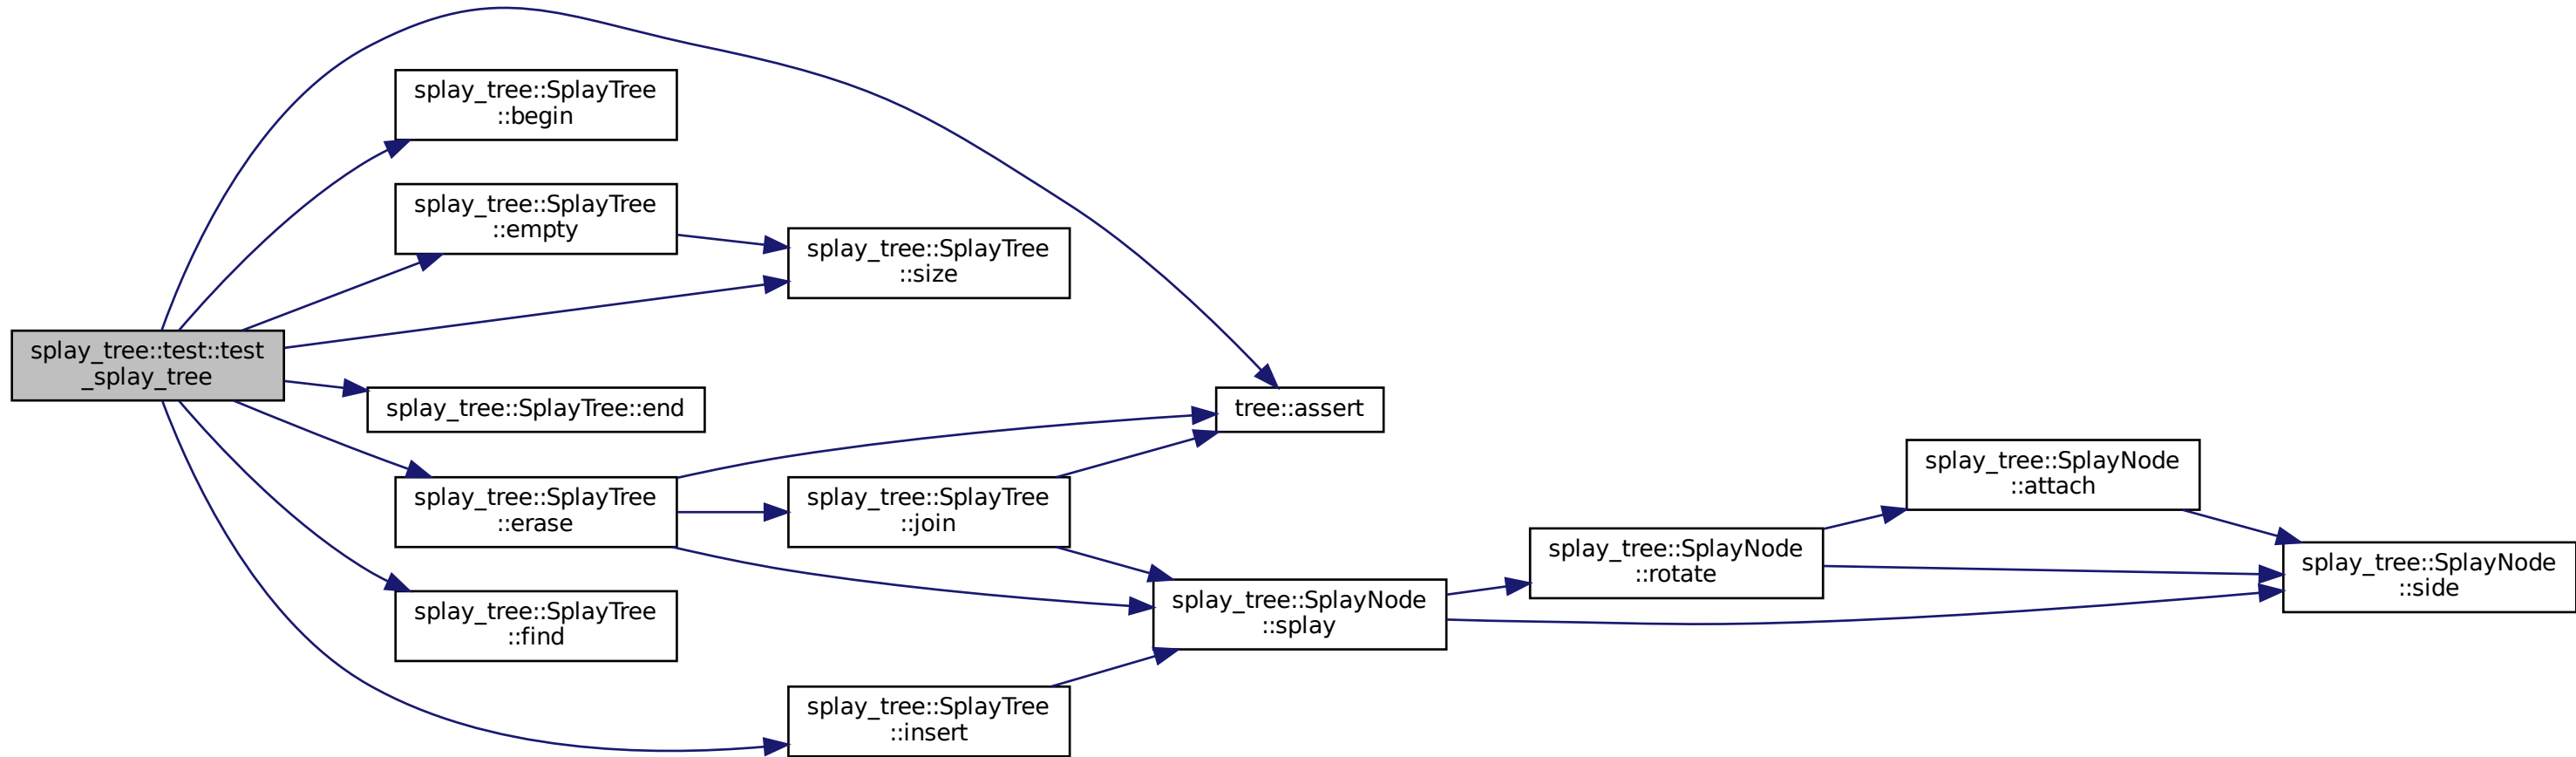 splay_tree::SplayTree
::begin
splay_tree::SplayTree
::empty
splay_tree::SplayTree
::size
splay_tree::test::test
_splay_tree
splay_tree::SplayTree::end
tree::assert
splay_tree::SplayNode
::attach
splay_tree::SplayTree
::erase
splay_tree::SplayTree
::join
splay_tree::SplayNode
::rotate
splay_tree::SplayNode
::side
splay_tree::SplayTree
::find
splay_tree::SplayNode
::splay
splay_tree::SplayTree
::insert